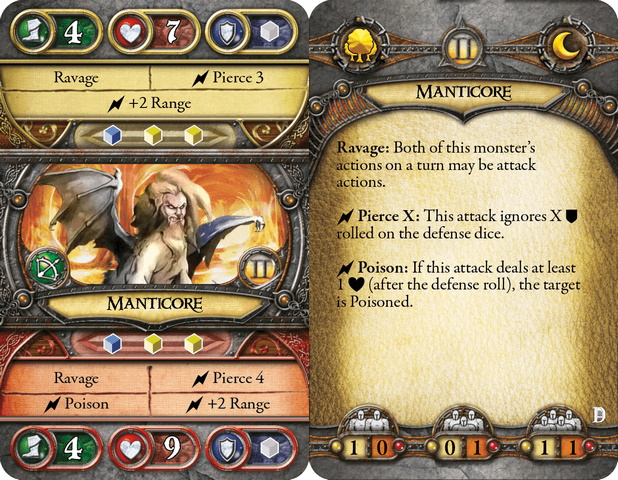 4 7
Ravage Pierce 3
+2 Range
II
MANTICORE
Ravage Pierce 4
Poison +2 Range
4 9
II
MANTICORE
Ravage: Both of this monster's
actions on a turn may be attack
actions.
Pierce X: This attack ignores X
rolled on the defense dice.
Poison: If this attack deals at least
1 (after the defense roll), the target
is Poisoned.
D
1 0 0 1 1 1